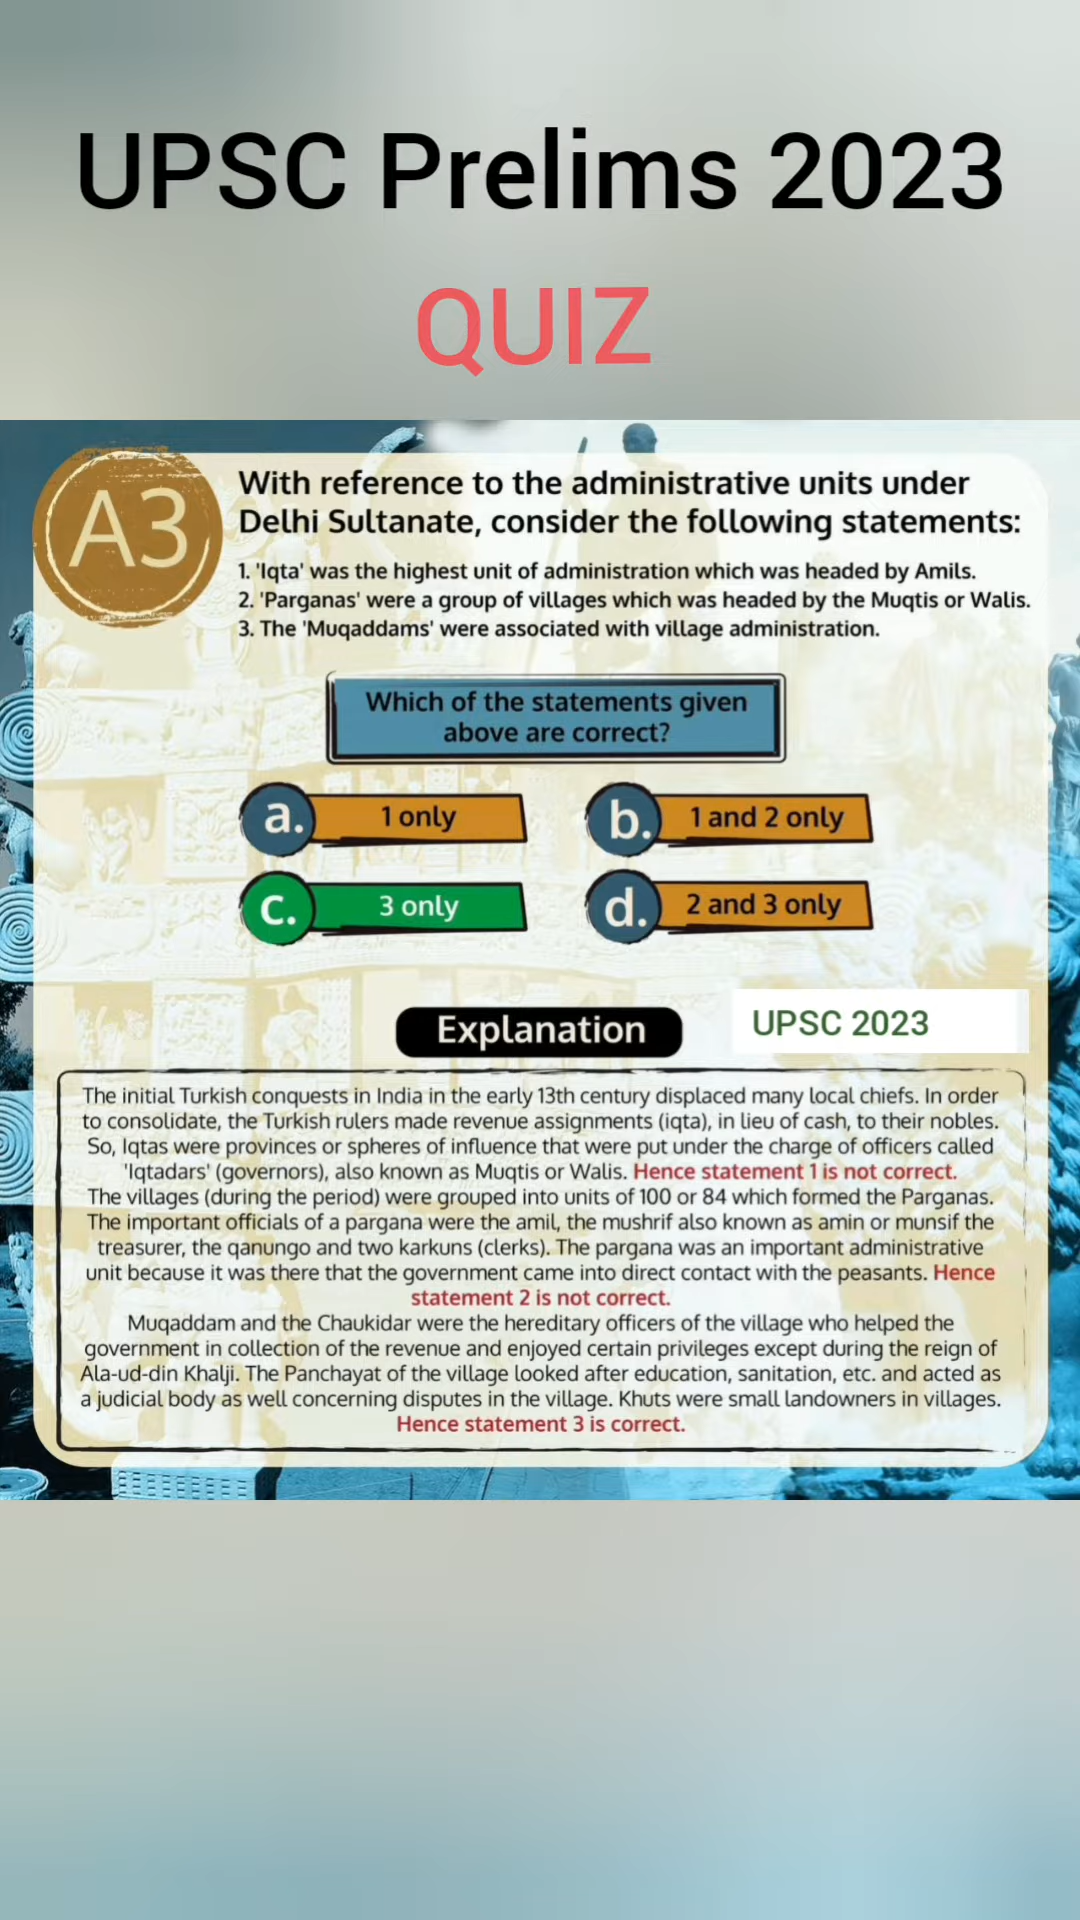 UPSC Prelims 2023
QUIZ
A3
With reference to the administrative units under
Delhi Sultanate, consider the following statements:
1. 'Iqta' was the highest unit of administration which was headed by Amils.
2. 'Parganas' were a group of villages which was headed by the Muqtis or Walis.
3. The 'Muqaddams' were associated with village administration.
Which of the statements given
above are correct?
a. 1 only
b. 1 and 2 only
c. 3 only
d. 2 and 3 only
Explanation
UPSC 2023
The initial Turkish conquests in India in the early 13th century displaced many local chiefs. In order
to consolidate, the Turkish rulers made revenue assignments (iqta), in lieu of cash, to their nobles.
So, Iqtas were provinces or spheres of influence that were put under the charge of officers called
'Iqtadars' (governors), also known as Muqtis or Walis. Hence statement 1 is not correct.
The villages (during the period) were grouped into units of 100 or 84 which formed the Parganas.
The important officials of a pargana were the amil, the mushrif also known as amin or munsif the
treasurer, the qanungo and two karkuns (clerks). The pargana was an important administrative
unit because it was there that the government came into direct contact with the peasants. Hence
statement 2 is not correct.
Muqaddam and the Chaukidar were the hereditary officers of the village who helped the
government in collection of the revenue and enjoyed certain privileges except during the reign of
Ala-ud-din Khalji. The Panchayat of the village looked after education, sanitation, etc. and acted as
a judicial body as well concerning disputes in the village. Khuts were small landowners in villages.
Hence statement 3 is correct.